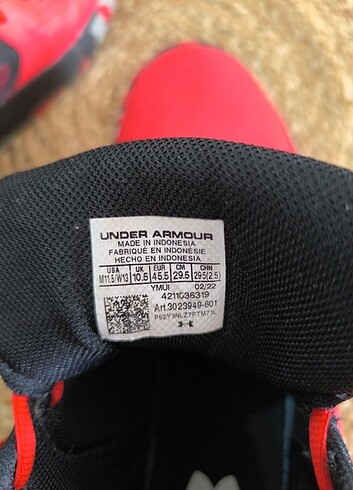 UNDER ARMOUR
MADE IN INDONESIA
FABRIQUÉ EN INDONÉSIE
HECHO EN INDONESIA
USA UK EUR CM CHN
M11.5/W13 10.5 45.5 29.5 295(2.5)
YMUI 02/22
4211036319
Art.3023949-601